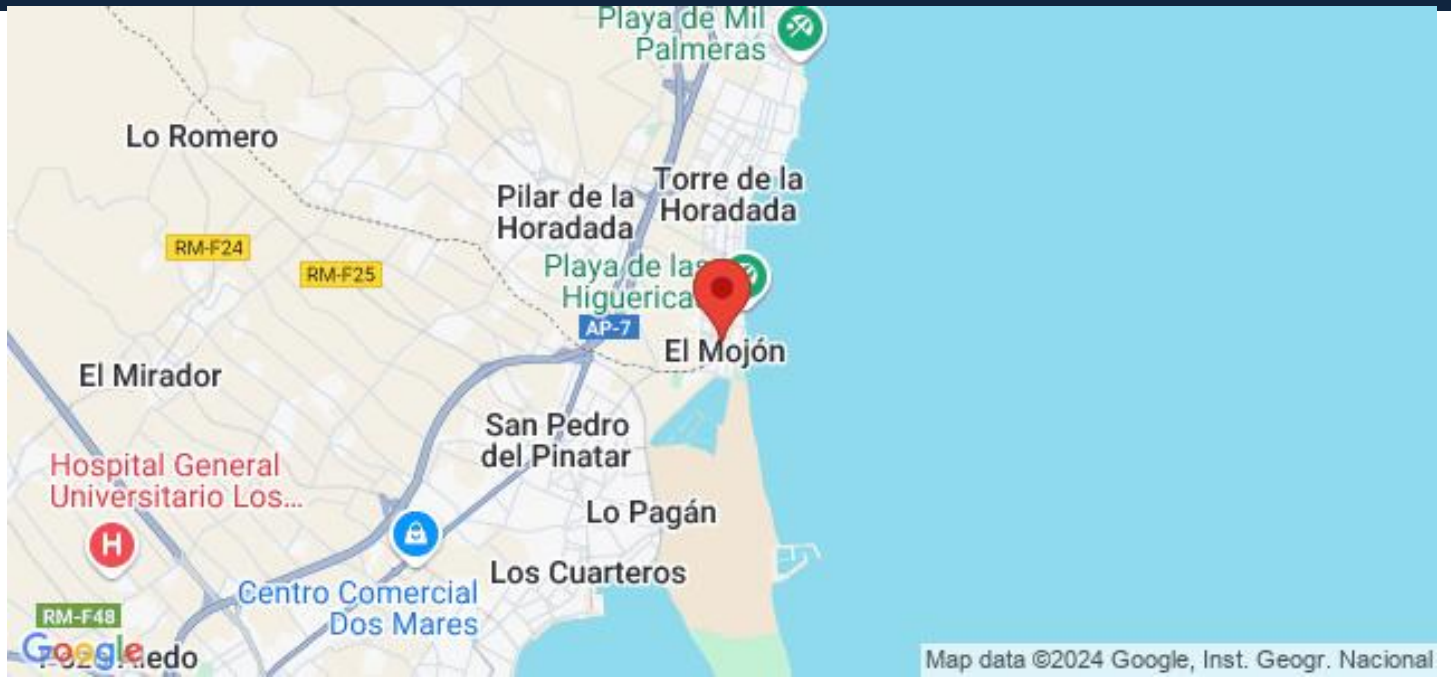 Playa de Mil
Palmeras
Lo Romero
Torre de la
Horadada
Pilar de la
Horadada
RM-F24
RM-F25
Playa de las
Higuerica
AP-7
El Mojón
El Mirador
San Pedro
del Pinatar
Hospital General
Universitario Los...
H
Lo Pagán
Los Cuarteros
Centro Comercial
Dos Mares
RM-F48
Google
Map data ©2024 Google, Inst. Geogr. Nacional